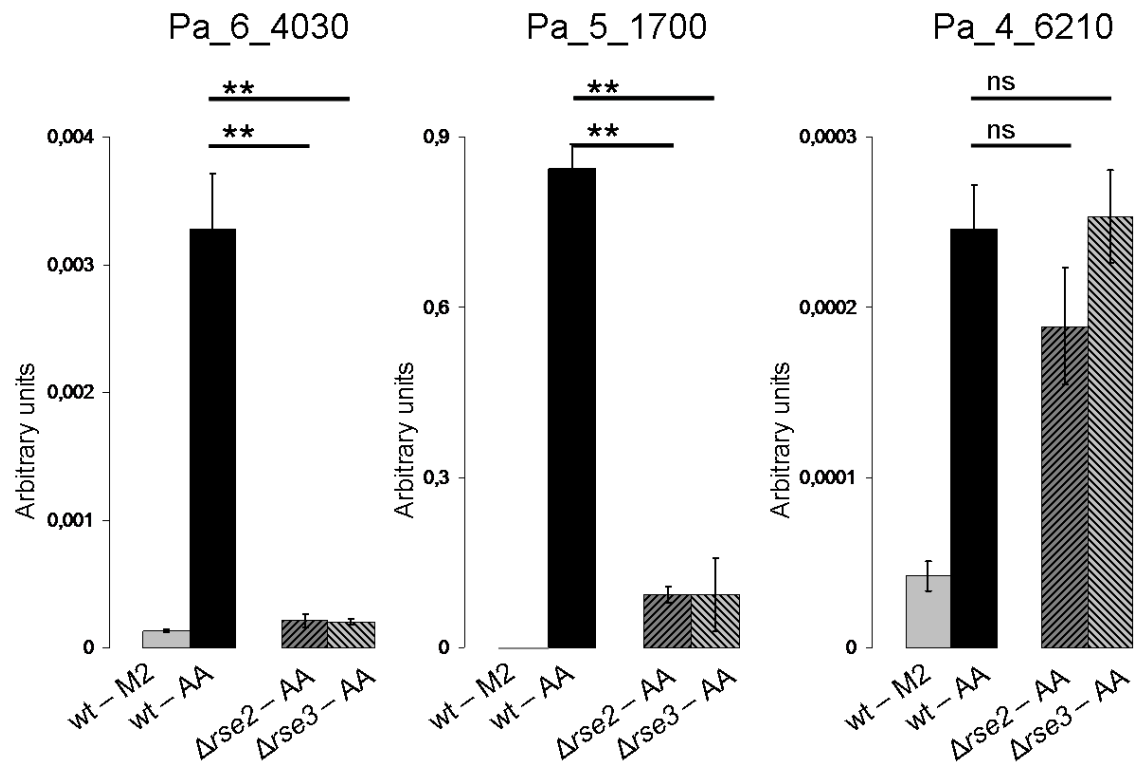 Pa_6_4030
**
**
0,004
0,003
0,002
0,001
0
Arbitrary units
wt – M2
wt – AA
Δrse2 – AA
Δrse3 – AA
Pa_5_1700
**
**
0,9
0,6
0,3
0
Arbitrary units
wt – M2
wt – AA
Δrse2 – AA
Δrse3 – AA
Pa_4_6210
ns
ns
0,0003
0,0002
0,0001
0
Arbitrary units
wt – M2
wt – AA
Δrse2 – AA
Δrse3 – AA